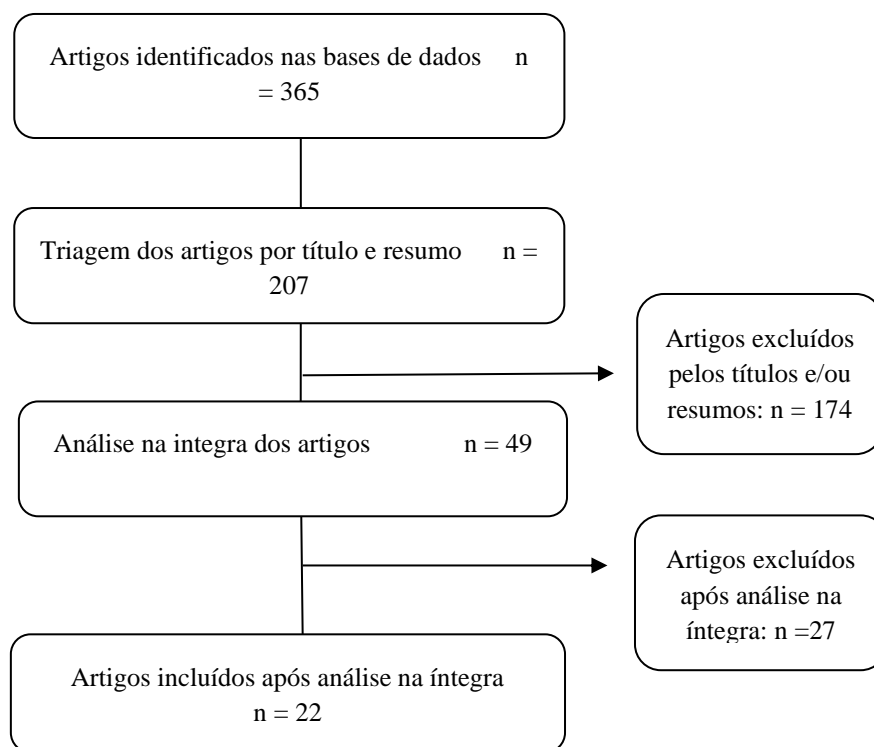 Artigos identificados nas bases de dados n
= 365
Triagem dos artigos por título e resumo n =
207
Artigos excluídos
pelos títulos e/ou
resumos: n = 174
Análise na integra dos artigos n = 49
Artigos excluídos
após análise na
íntegra: n =27
Artigos incluídos após análise na íntegra
n = 22